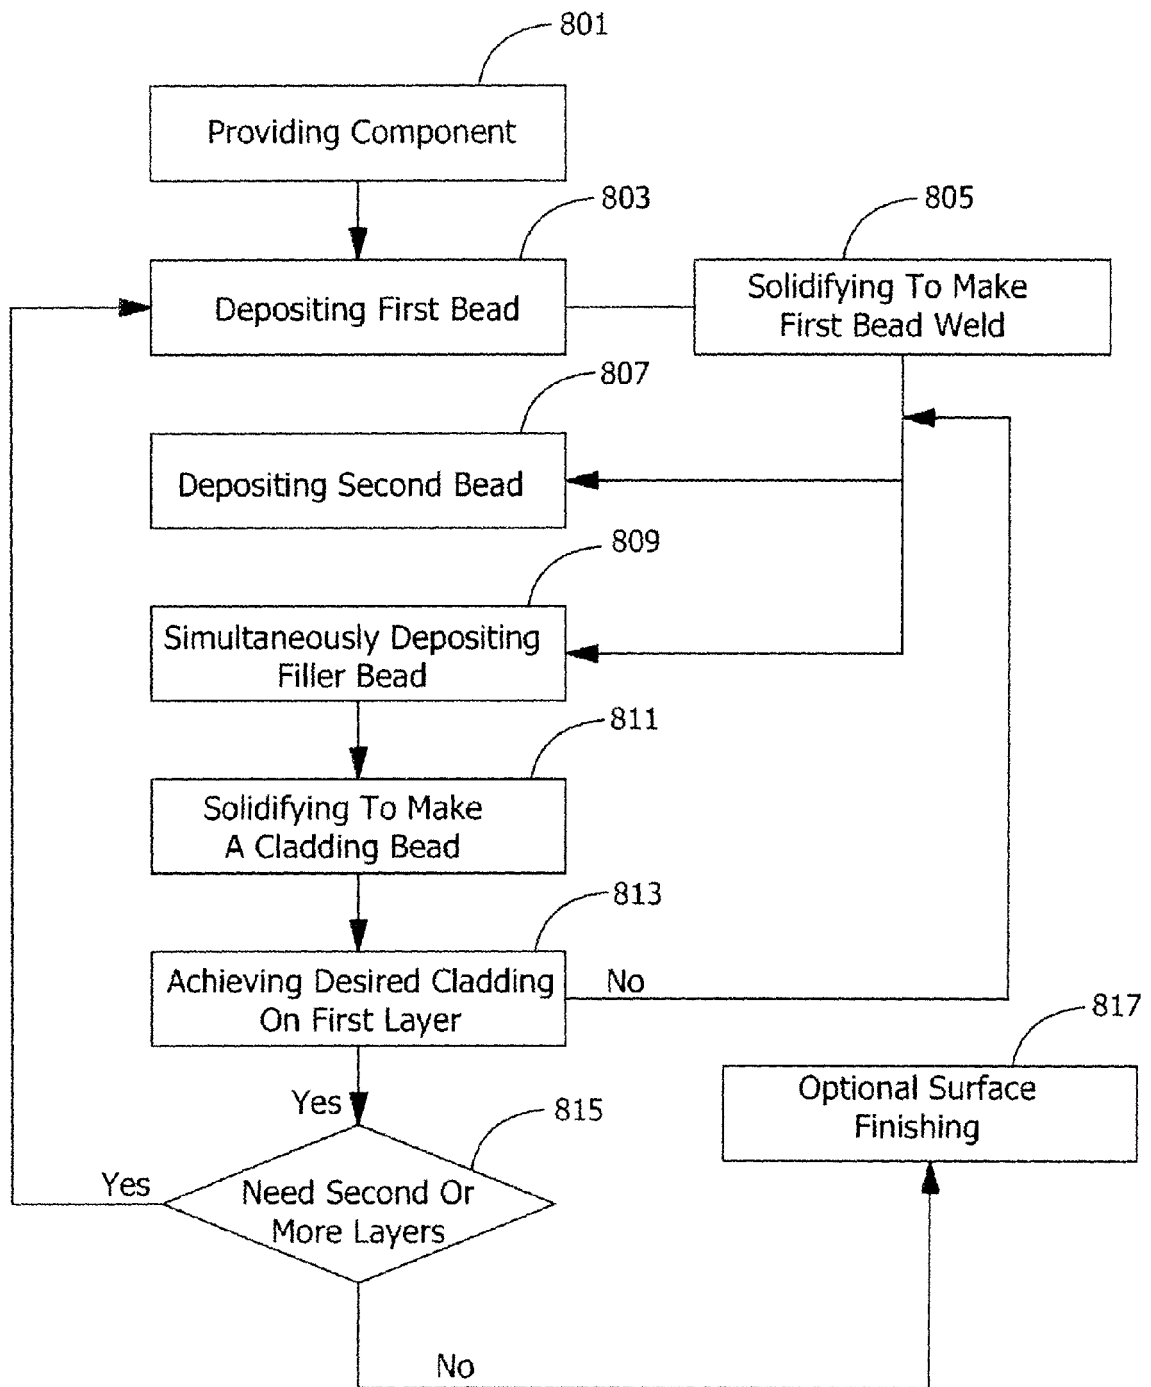 801
Providing Component
803
805
Depositing First Bead
Solidifying To Make
First Bead Weld
807
Depositing Second Bead
809
Simultaneously Depositing
Filler Bead
811
Solidifying To Make
A Cladding Bead
813
Achieving Desired Cladding
On First Layer
No
817
Optional Surface
Finishing
Yes
815
Yes
Need Second Or
More Layers
No